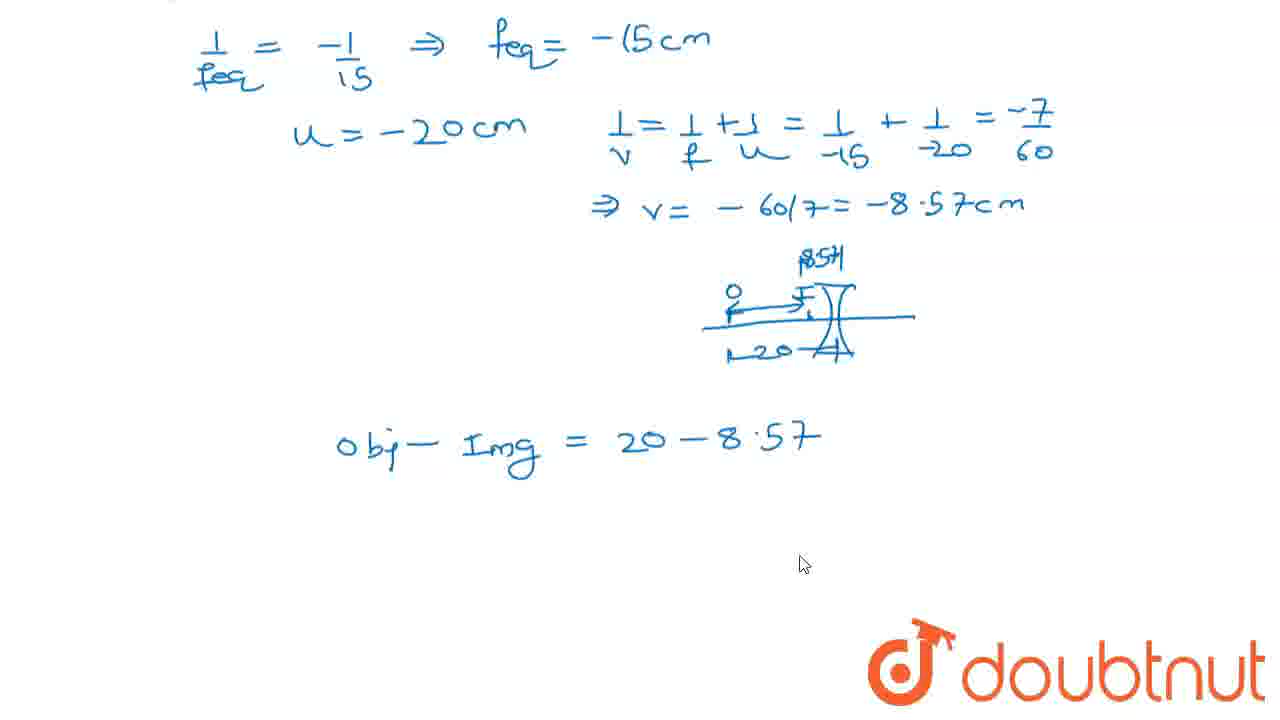 1/feq = -1/15 ⇒ feq = -15cm
u = -20cm
1/v = 1/f + 1/u = 1/-15 + 1/-20 = -7/60
⇒ v = - 60/7 = -8.57cm
8.57
O I
20
Obj - Img = 20 - 8.57
doubtnut